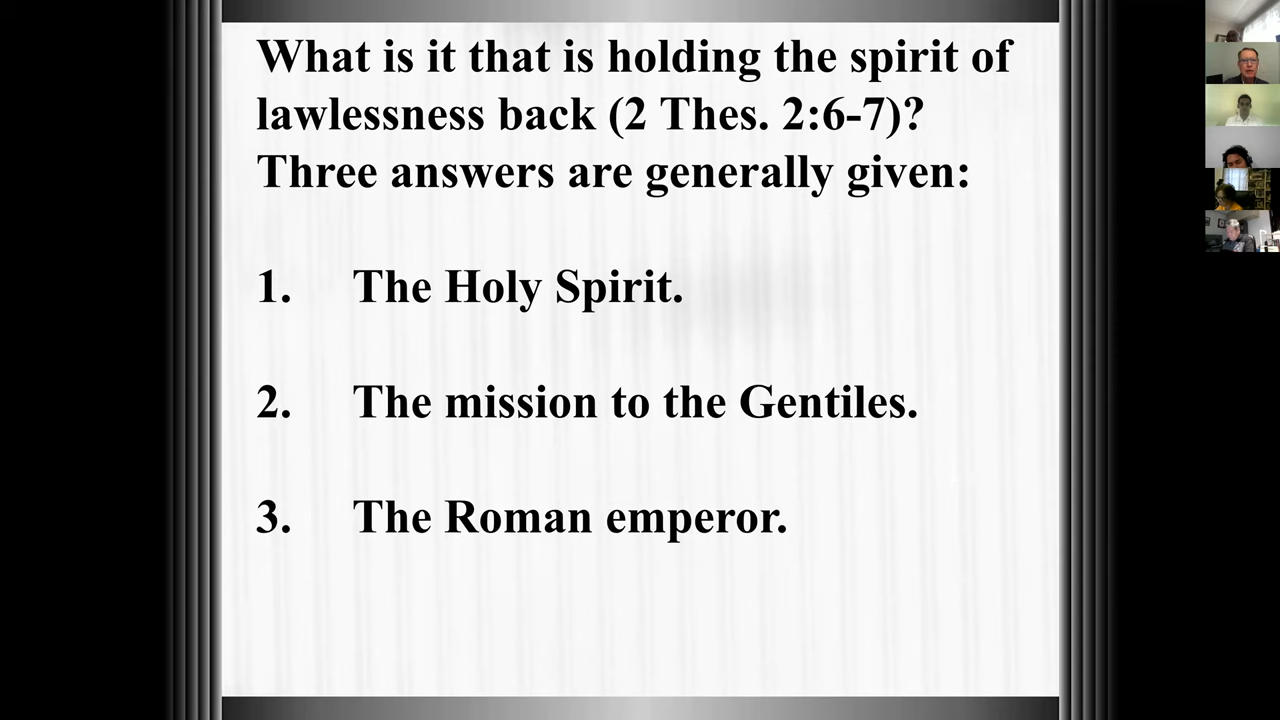 What is it that is holding the spirit of
lawlessness back (2 Thes. 2:6-7)?
Three answers are generally given:
1. The Holy Spirit.
2. The mission to the Gentiles.
3. The Roman emperor.